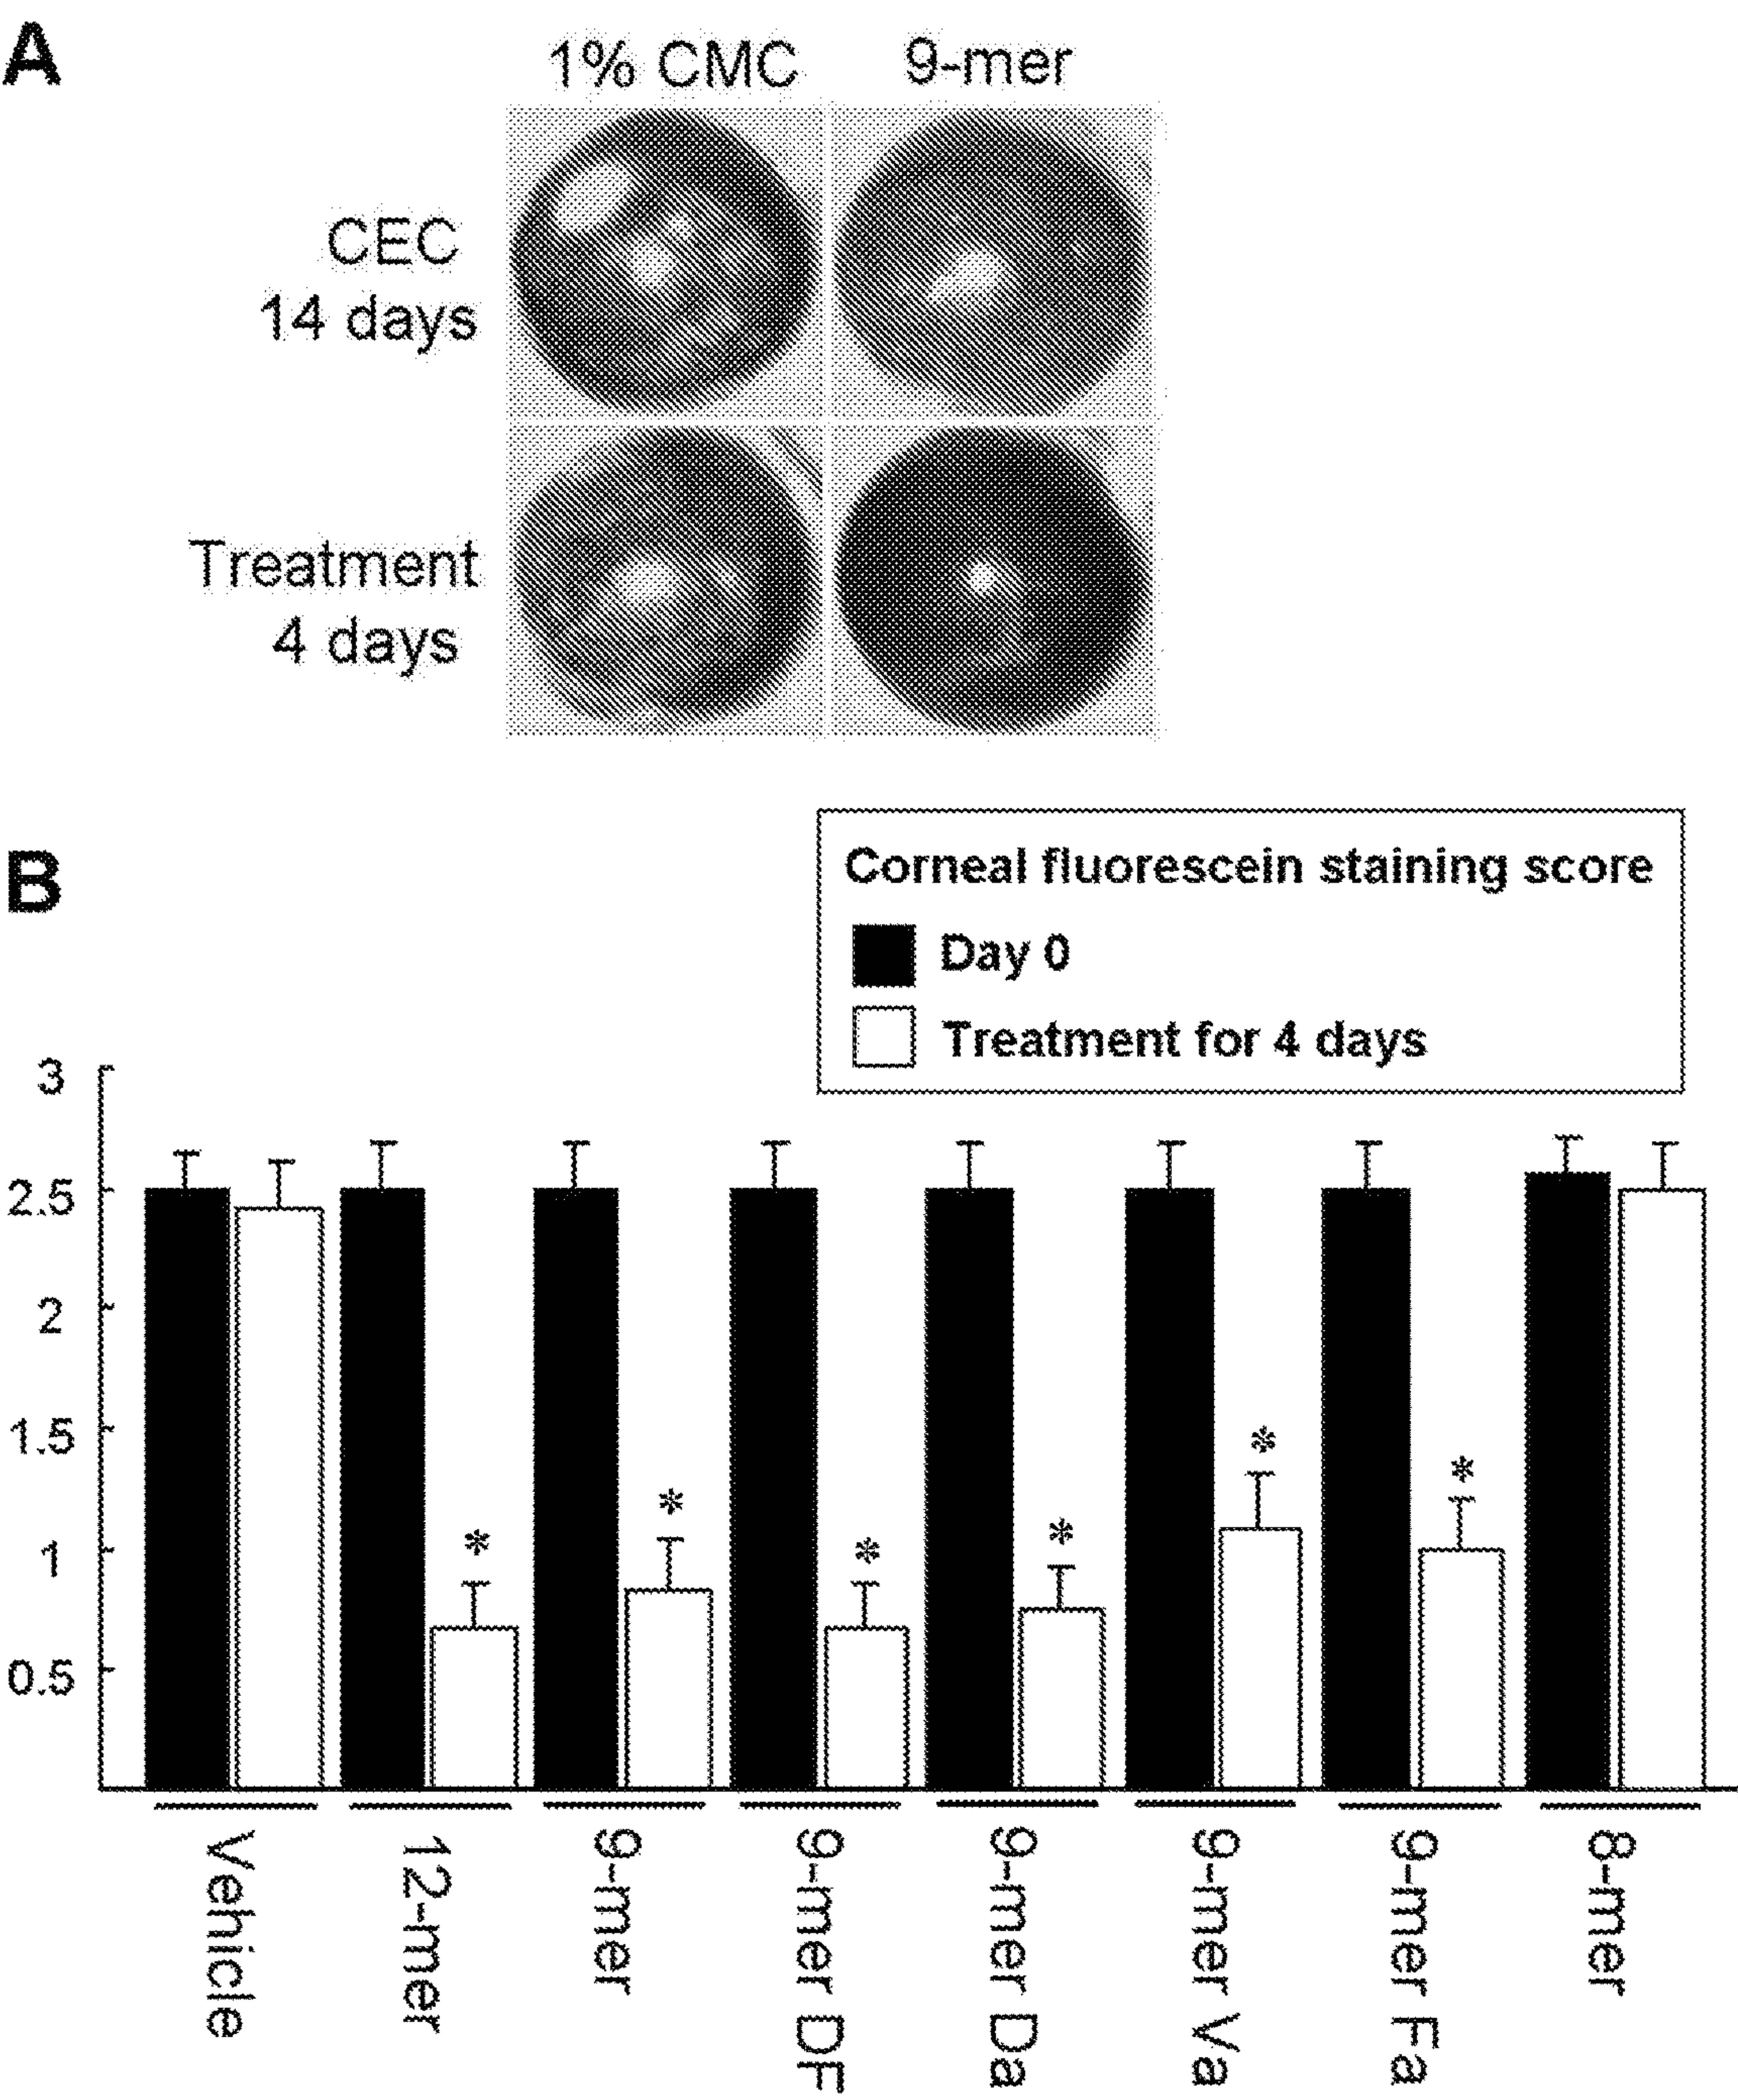 A
1% CMC
9-mer
CEC
14 days
Treatment
4 days
B
Corneal fluorescein staining score
Day 0
Treatment for 4 days
3
2.5
2
1.5
1
0.5
*
*
*
*
*
*
Vehicle
12-mer
9-mer
9-mer DF
9-mer Da
9-mer Va
9-mer Fa
8-mer